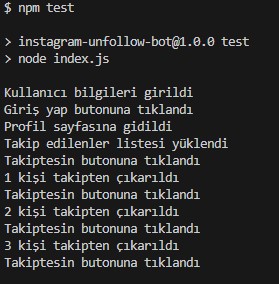 $ npm test
> instagram-unfollow-bot@1.0.0 test
> node index.js
Kullanıcı bilgileri girildi
Giriş yap butonuna tıklandı
Profil sayfasına gidildi
Takip edilenler listesi yüklendi
Takiptesin butonuna tıklandı
1 kişi takipten çıkarıldı
Takiptesin butonuna tıklandı
2 kişi takipten çıkarıldı
Takiptesin butonuna tıklandı
3 kişi takipten çıkarıldı
Takiptesin butonuna tıklandı